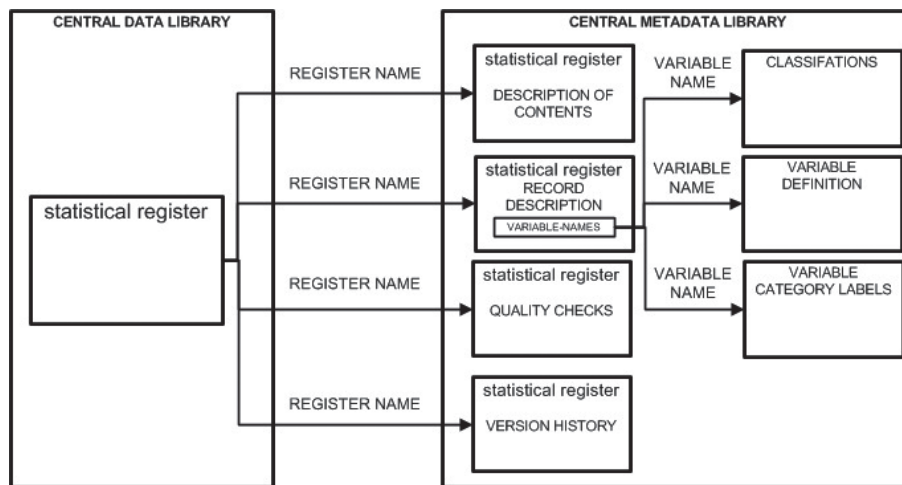 CENTRAL DATA LIBRARY
statistical register
REGISTER NAME
REGISTER NAME
REGISTER NAME
REGISTER NAME
CENTRAL METADATA LIBRARY
statistical register
DESCRIPTION OF
CONTENTS
statistical register
RECORD
DESCRIPTION
VARIABLE-NAMES
statistical register
QUALITY CHECKS
statistical register
VERSION HISTORY
VARIABLE
NAME
CLASSIFATIONS
VARIABLE
NAME
VARIABLE
DEFINITION
VARIABLE
NAME
VARIABLE
CATEGORY LABELS